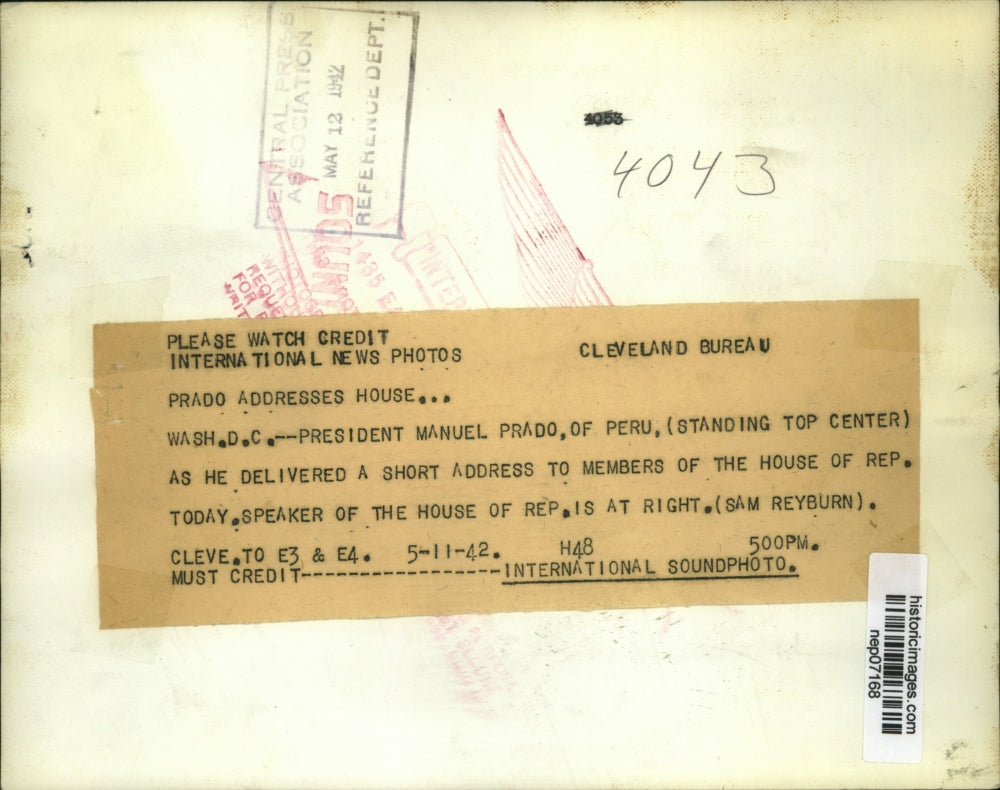 CENTRAL PRESS
ASSOCIATION
MAY 12 1942
REFERENCE DEPT.
4053
4043
SOUND
PLEASE WATCH CREDIT
INTERNATIONAL NEWS PHOTOS
CLEVELAND BUREAU
PRADO ADDRESSES HOUSE...
WASH.D.C.--PRESIDENT MANUEL PRADO,OF PERU,(STANDING TOP CENTER)
AS HE DELIVERED A SHORT ADDRESS TO MEMBERS OF THE HOUSE OF REP.
TODAY.SPEAKER OF THE HOUSE OF REP.IS AT RIGHT.(SAM REYBURN).
CLEVE.TO E3 & E4. 5-11-42. H48 500PM.
MUST CREDIT------------------INTERNATIONAL SOUNDPHOTO.
historicimages.com
nep07168